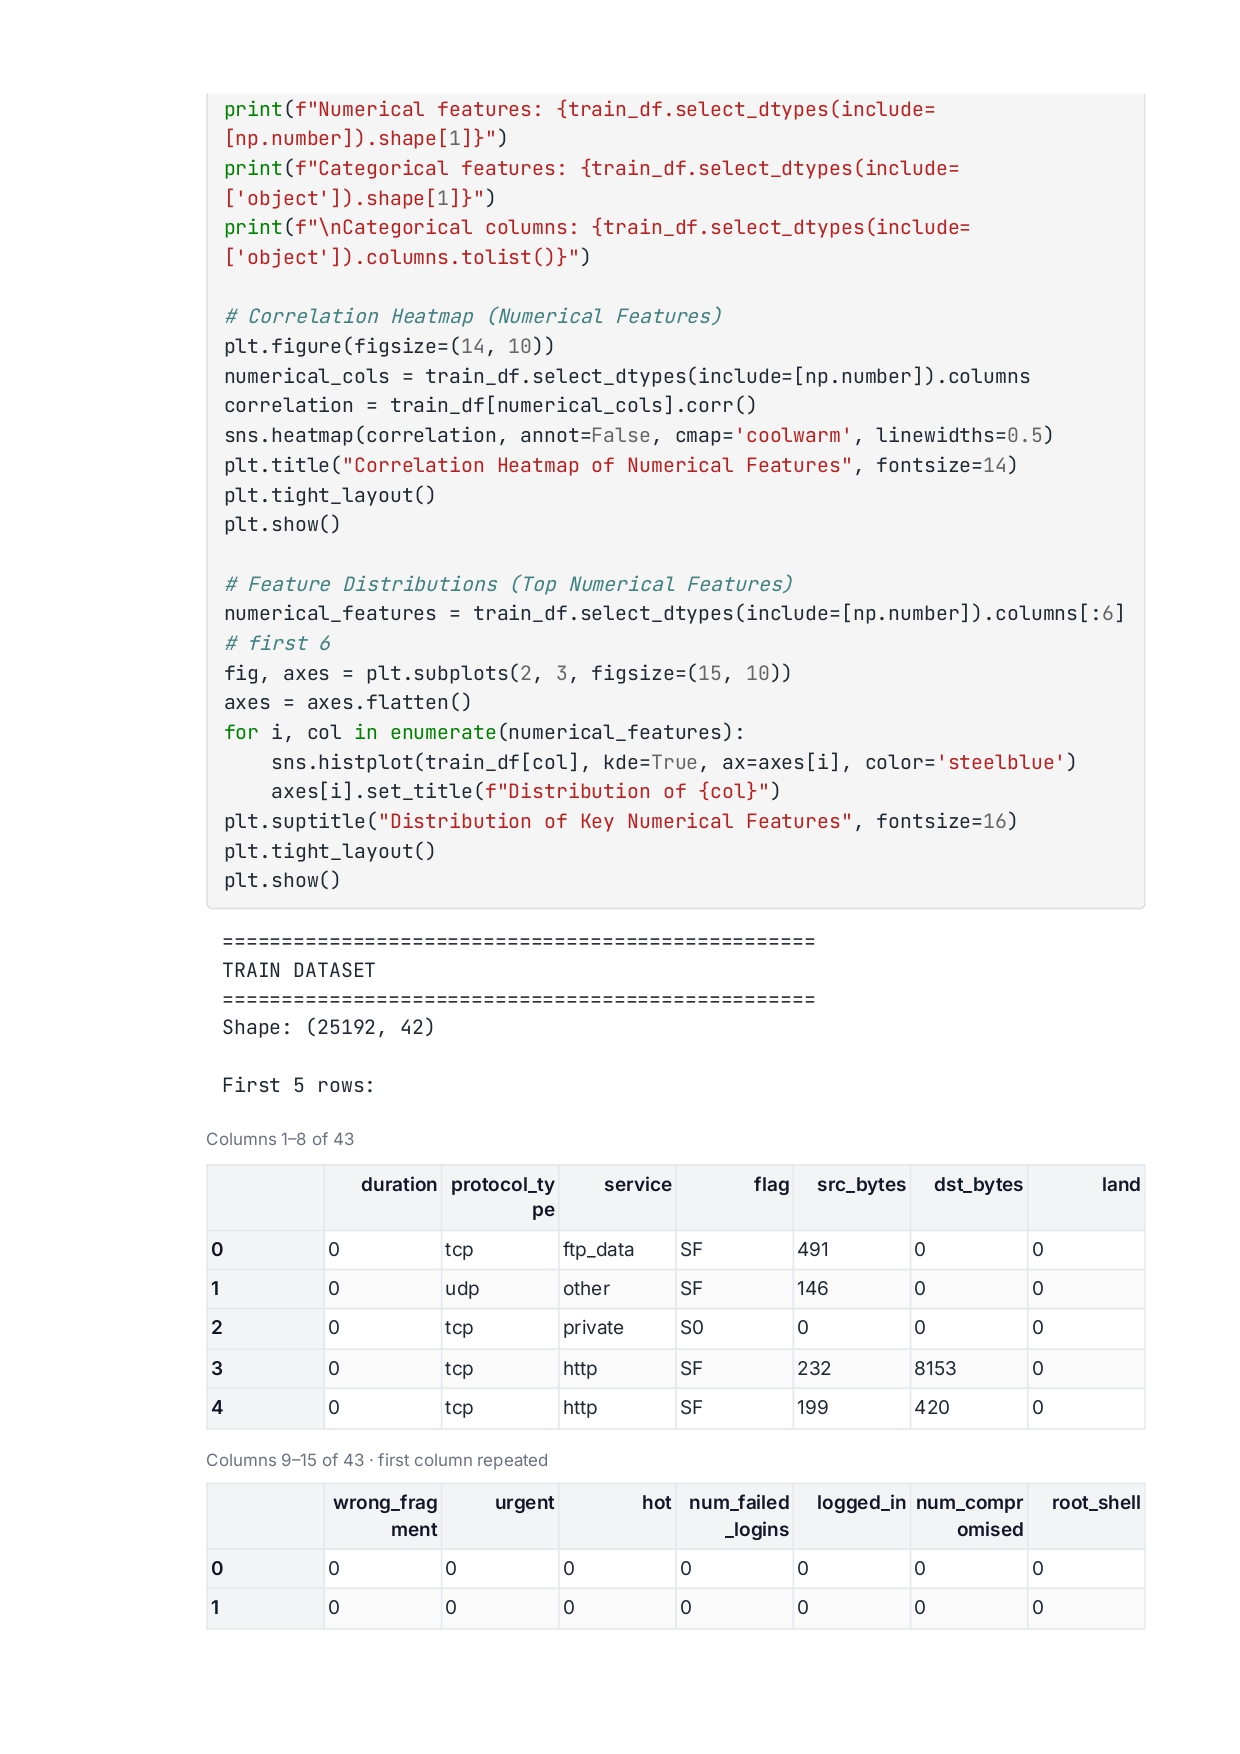 print(f"Numerical features: {train_df.select_dtypes(include=
[np.number]).shape[1]}")
print(f"Categorical features: {train_df.select_dtypes(include=
['object']).shape[1]}")
print(f"\nCategorical columns: {train_df.select_dtypes(include=
['object']).columns.tolist()}")

# Correlation Heatmap (Numerical Features)
plt.figure(figsize=(14, 10))
numerical_cols = train_df.select_dtypes(include=[np.number]).columns
correlation = train_df[numerical_cols].corr()
sns.heatmap(correlation, annot=False, cmap='coolwarm', linewidths=0.5)
plt.title("Correlation Heatmap of Numerical Features", fontsize=14)
plt.tight_layout()
plt.show()

# Feature Distributions (Top Numerical Features)
numerical_features = train_df.select_dtypes(include=[np.number]).columns[:6]
# first 6
fig, axes = plt.subplots(2, 3, figsize=(15, 10))
axes = axes.flatten()
for i, col in enumerate(numerical_features):
    sns.histplot(train_df[col], kde=True, ax=axes[i], color='steelblue')
    axes[i].set_title(f"Distribution of {col}")
plt.suptitle("Distribution of Key Numerical Features", fontsize=16)
plt.tight_layout()
plt.show()
==================================================
TRAIN DATASET
==================================================
Shape: (25192, 42)

First 5 rows:
Columns 1–8 of 43
duration protocol_ty service flag src_bytes dst_bytes land
pe
0 0 tcp ftp_data SF 491 0 0
1 0 udp other SF 146 0 0
2 0 tcp private S0 0 0 0
3 0 tcp http SF 232 8153 0
4 0 tcp http SF 199 420 0
Columns 9–15 of 43 · first column repeated
wrong_frag urgent hot num_failed logged_in num_compr root_shell
ment _logins omised
0 0 0 0 0 0 0 0
1 0 0 0 0 0 0 0